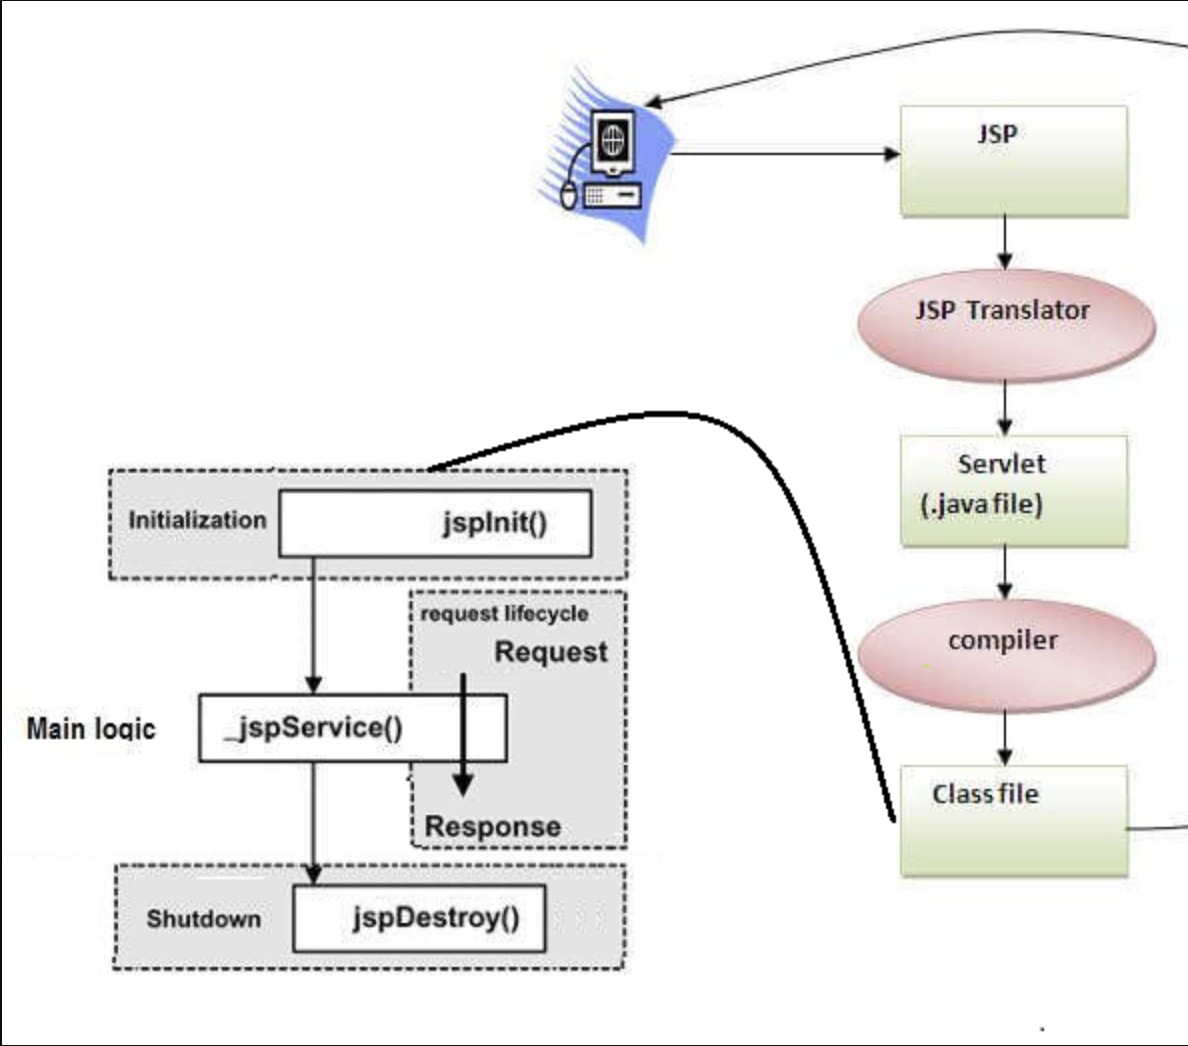 JSP
JSP Translator
Servlet
(.java file)
compiler
Class file
Initialization
jspInit()
request lifecycle
Request
Main logic
_jspService()
Response
Shutdown
jspDestroy()